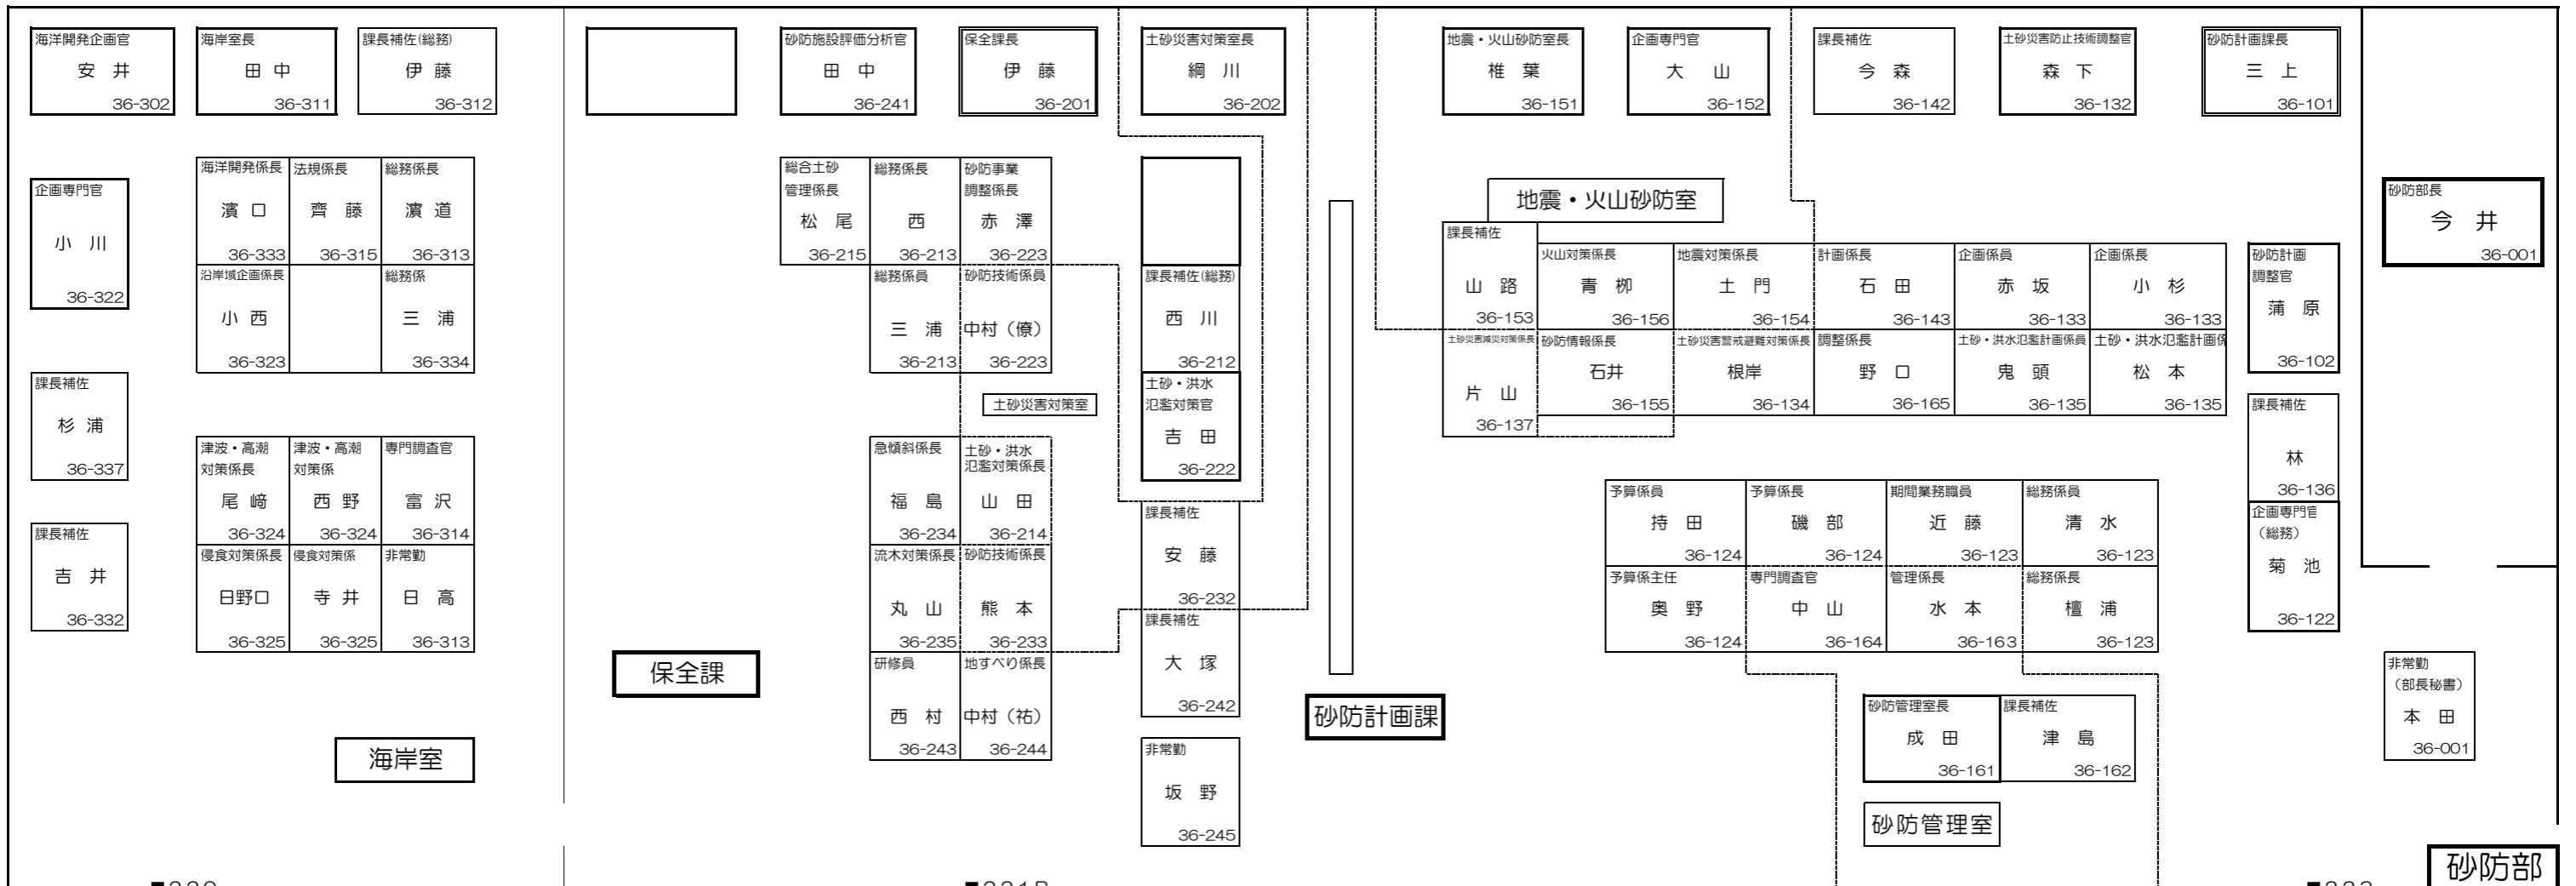 海洋開発企画官
安井
36-302
海岸室長
田中
36-311
課長補佐(総務)
伊藤
36-312
企画専門官
小川
36-322
課長補佐
杉浦
36-337
課長補佐
吉井
36-332
海洋開発係長
濱口
36-333
法規係長
齊藤
36-315
総務係長
濵道
36-313
沿岸域企画係長
小西
36-323
総務係
三浦
36-334
津波・高潮
対策係長
尾﨑
36-324
津波・高潮
対策係
西野
36-324
専門調査官
富沢
36-314
侵食対策係長
日野口
36-325
侵食対策係
寺井
36-325
非常勤
日高
36-313
海岸室
砂防施設評価分析官
田中
36-241
保全課長
伊藤
36-201
土砂災害対策室長
綱川
36-202
総合土砂
管理係長
松尾
36-215
総務係長
西
36-213
砂防事業
調整係長
赤澤
36-223
総務係員
三浦
36-213
砂防技術係員
中村（僚）
36-223
課長補佐(総務)
西川
36-212
土砂・洪水
氾濫対策官
吉田
36-222
土砂災害対策室
急傾斜係長
福島
36-234
土砂・洪水
氾濫対策係長
山田
36-214
流木対策係長
丸山
36-235
砂防技術係長
熊本
36-233
研修員
西村
36-243
地すべり係長
中村（祐）
36-244
課長補佐
安藤
36-232
課長補佐
大塚
36-242
非常勤
坂野
36-245
保全課
砂防計画課
地震・火山砂防室長
椎葉
36-151
企画専門官
大山
36-152
課長補佐
今森
36-142
土砂災害防止技術調整官
森下
36-132
砂防計画課長
三上
36-101
地震・火山砂防室
課長補佐
山路
36-153
火山対策係長
青栁
36-156
地震対策係長
土門
36-154
計画係長
石田
36-143
企画係員
赤坂
36-133
企画係長
小杉
36-133
土砂災害減災対策係長
片山
36-137
砂防情報係長
石井
36-155
土砂災害警戒避難対策係長
根岸
36-134
調整係長
野口
36-165
土砂・洪水氾濫計画係員
鬼頭
36-135
土砂・洪水氾濫計画係
松本
36-135
砂防計画
調整官
蒲原
36-102
課長補佐
林
36-136
企画専門官
（総務）
菊池
36-122
予算係員
持田
36-124
予算係長
磯部
36-124
期間業務職員
近藤
36-123
総務係員
清水
36-123
予算係主任
奥野
36-124
専門調査官
中山
36-164
管理係長
水本
36-163
総務係長
檀浦
36-123
砂防管理室長
成田
36-161
課長補佐
津島
36-162
砂防管理室
砂防部長
今井
36-001
非常勤
（部長秘書）
本田
36-001
砂防部